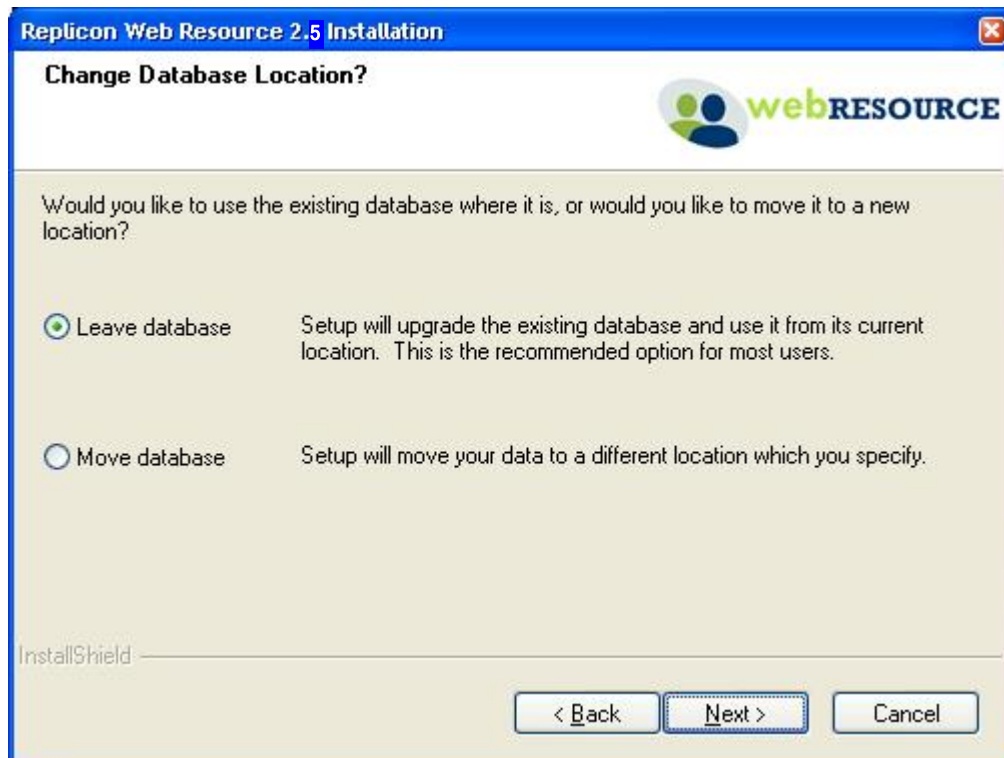 Replicon Web Resource 2.5 Installation
Change Database Location?
webRESOURCE
Would you like to use the existing database where it is, or would you like to move it to a new
location?
Leave database
Setup will upgrade the existing database and use it from its current
location.  This is the recommended option for most users.
Move database
Setup will move your data to a different location which you specify.
InstallShield
< Back
Next >
Cancel